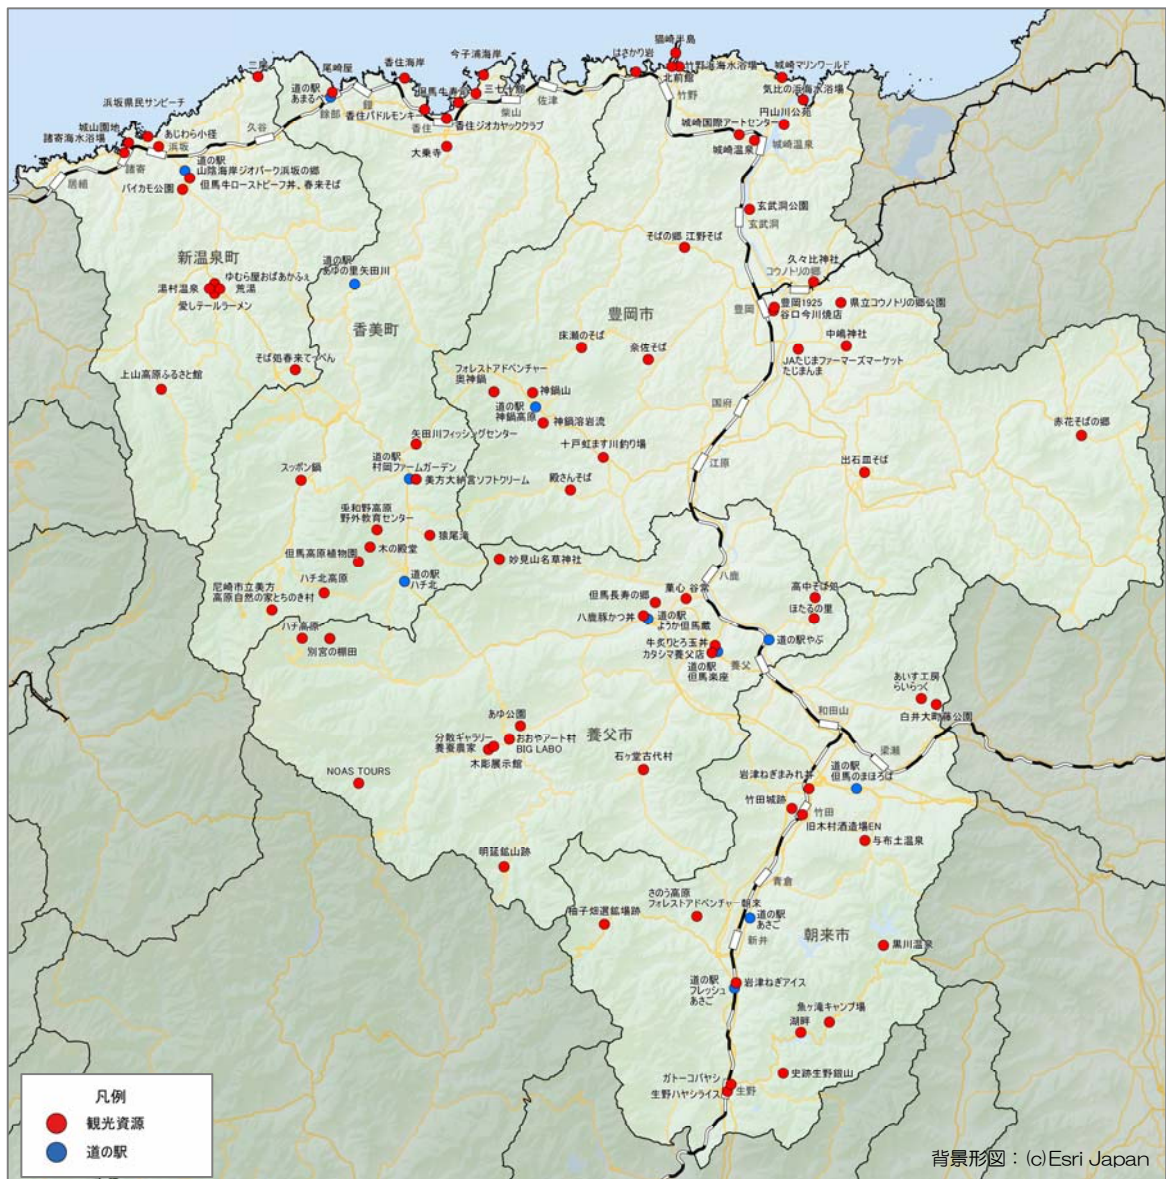 猫崎半島
はさかり岩
竹野浜海水浴場
北前館
竹野
城崎マリンワールド
気比の浜海水浴場
円山川公苑
城崎国際アートセンター
城崎温泉
城崎温泉
今子浦海岸
香住海岸
尾崎屋
道の駅
あまるべ
餘部
鎧
三七十館
香住パドルモンキー
香住
香住ジオカヤッククラブ
柴山
佐津
大乗寺
久谷
浜坂県民サンビーチ
城山園地
諸寄海水浴場
あじわら小径
浜坂
諸寄
居組
道の駅
山陰海岸ジオパーク浜坂の郷
但馬牛ローストビーフ丼、春来そば
バイカモ公園
玄武洞公園
玄武洞
そばの郷 江野そば
久々比神社
コウノトリの郷
新温泉町
ゆむら屋おばあかふぇ
湯村温泉
荒湯
愛しテールラーメン
道の駅
あゆの里矢田川
香美町
豊岡市
豊岡
豊岡1925
谷口今川焼店
県立コウノトリの郷公園
中嶋神社
JAたじまファーマーズマーケット
たじまんま
床瀬のそば
奈佐そば
そば処春来てっぺん
上山高原ふるさと館
フォレストアドベンチャー
奥神鍋
神鍋山
道の駅
神鍋高原
神鍋溶岩流
国府
赤花そばの郷
矢田川フィッシングセンター
十戸虹ます川釣り場
江原
出石皿そば
道の駅
村岡ファームガーデン
美方大納言ソフトクリーム
スッポン鍋
殿さんそば
兎和野高原
野外教育センター
猿尾滝
木の殿堂
但馬高原植物園
妙見山名草神社
道の駅
ハチ北
ハチ北高原
尼崎市立美方
高原自然の家とちのき村
ハチ高原
別宮の棚田
八鹿
但馬長寿の郷
菓心 谷常
高中そば処
ほたるの里
八鹿豚かつ丼
道の駅
ようか但馬蔵
牛炙りとろ玉丼
カタシマ養父店
道の駅やぶ
道の駅
但馬楽座
養父
あいす工房
らいらっく
白井大町藤公園
和田山
梁瀬
あゆ公園
養父市
分散ギャラリー
養蚕農家
おおやアート村
BIG LABO
木彫展示館
NOAS TOURS
石ヶ堂古代村
岩津ねぎまみれ丼
道の駅
但馬のまほろば
竹田城跡
竹田
旧木村酒造場EN
与布土温泉
明延鉱山跡
青倉
さのう高原
フォレストアドベンチャー朝来
柚子畑選鉱場跡
道の駅
あさご
新井
朝来市
黒川温泉
道の駅
フレッシュ
あさご
岩津ねぎアイス
魚ヶ滝キャンプ場
湖畔
史跡生野銀山
ガトーコバヤシ
生野ハヤシライス
生野
凡例
観光資源
道の駅
背景形図：(c)Esri Japan